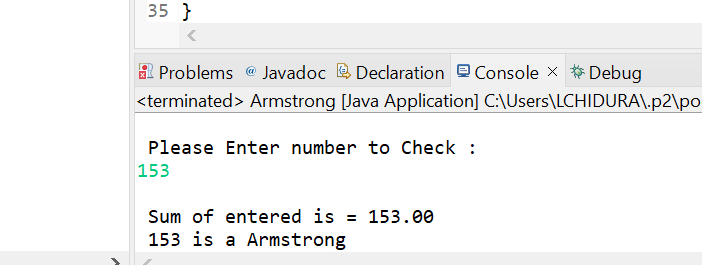 35 }
Problems @ Javadoc Declaration Console × Debug
<terminated> Armstrong [Java Application] C:\Users\LCHIDURA\.p2\po
Please Enter number to Check :
153
Sum of entered is = 153.00
153 is a Armstrong